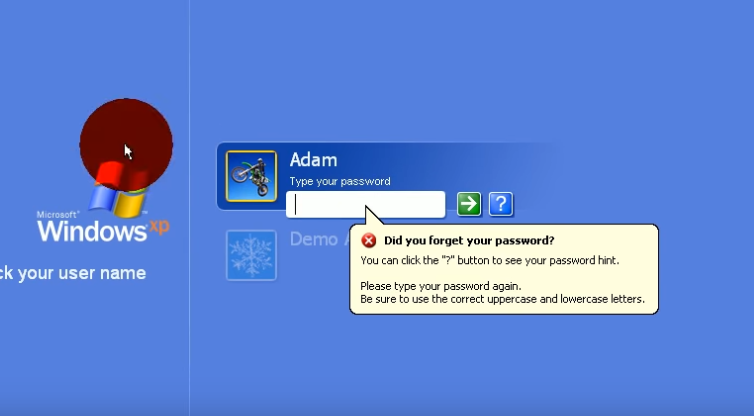 Adam
Type your password
?
Microsoft®
Windows xp
ck your user name
Demo A
Did you forget your password?
You can click the "?" button to see your password hint.
Please type your password again.
Be sure to use the correct uppercase and lowercase letters.